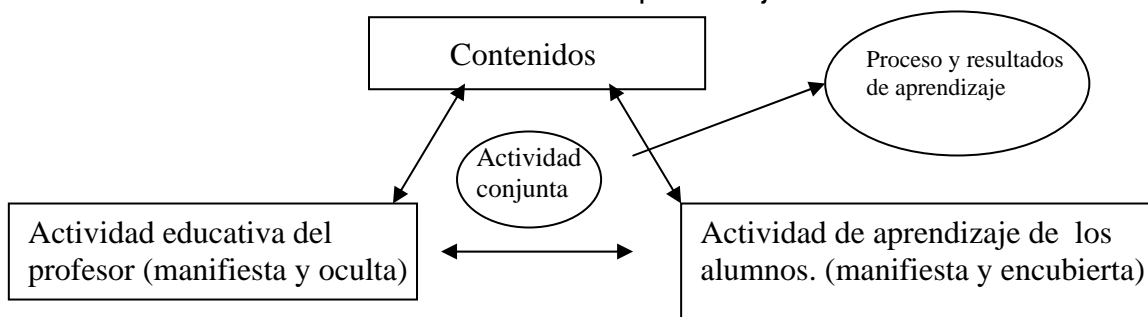 Contenidos
Proceso y resultados
de aprendizaje
Actividad
conjunta
Actividad educativa del
profesor (manifiesta y oculta)
Actividad de aprendizaje de los
alumnos. (manifiesta y encubierta)